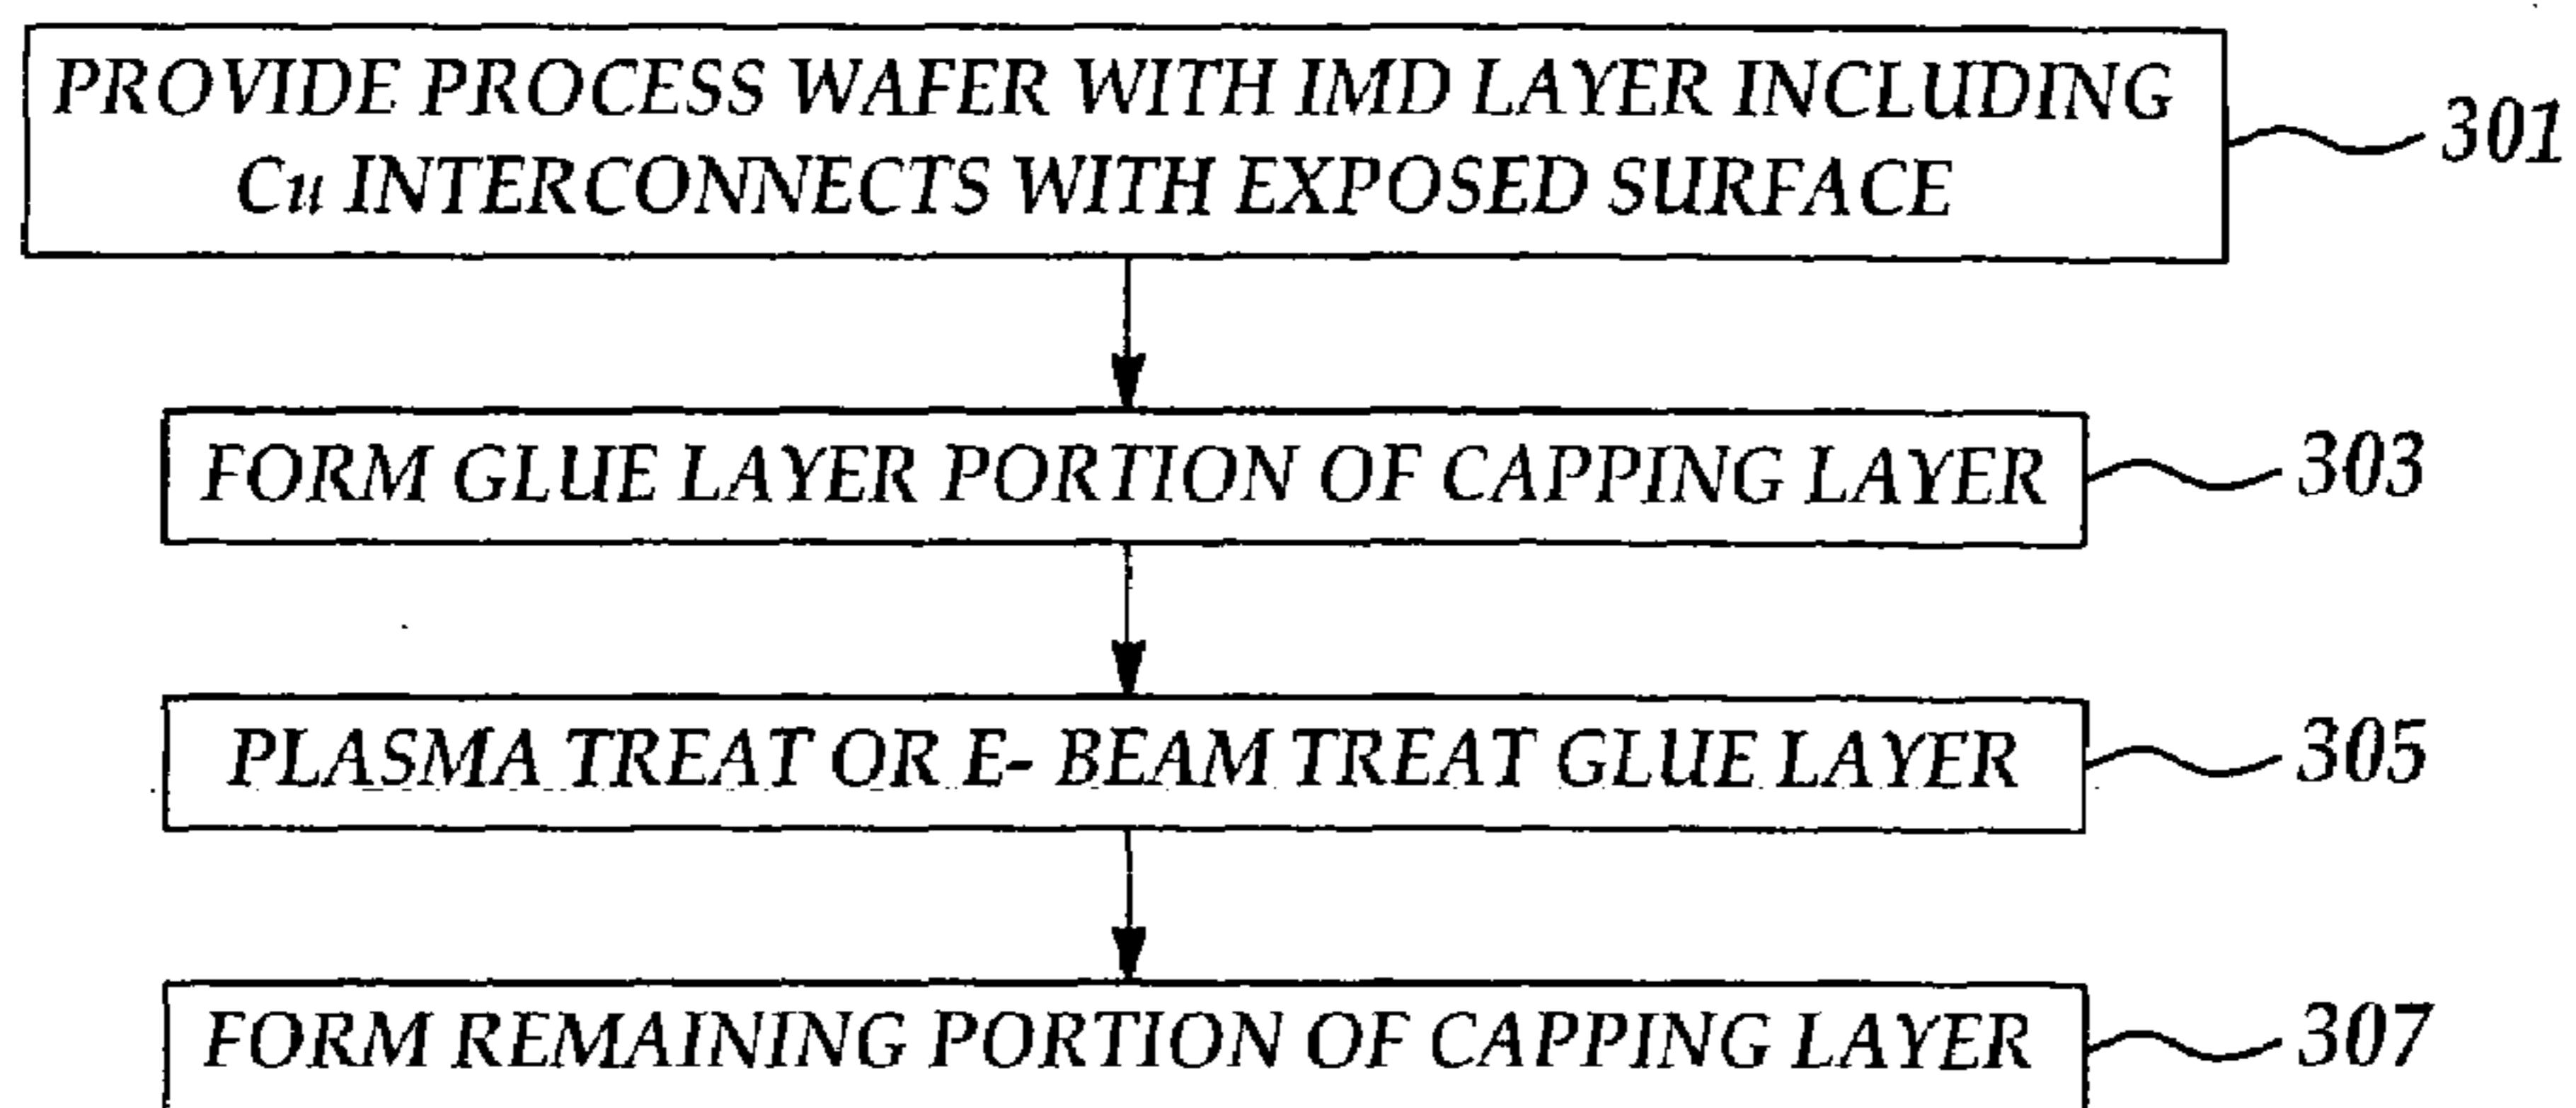 PROVIDE PROCESS WAFER WITH IMD LAYER INCLUDING
Cu INTERCONNECTS WITH EXPOSED SURFACE
301
FORM GLUE LAYER PORTION OF CAPPING LAYER
303
PLASMA TREAT OR E- BEAM TREAT GLUE LAYER
305
FORM REMAINING PORTION OF CAPPING LAYER
307